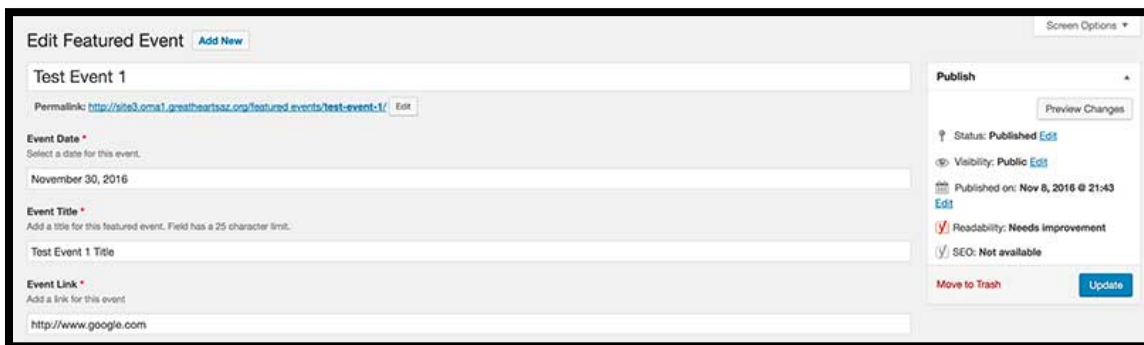 Screen Options ▼
Edit Featured Event Add New
Test Event 1
Permalink: http://site3.oma1.greatheartsaz.org/featured_events/test-event-1/ Edit
Event Date *
Select a date for this event.
November 30, 2016
Event Title *
Add a title for this featured event. Field has a 25 character limit.
Test Event 1 Title
Event Link *
Add a link for this event
http://www.google.com
Publish
Preview Changes
Status: Published Edit
Visibility: Public Edit
Published on: Nov 8, 2016 @ 21:43
Edit
Readability: Needs improvement
SEO: Not available
Move to Trash Update